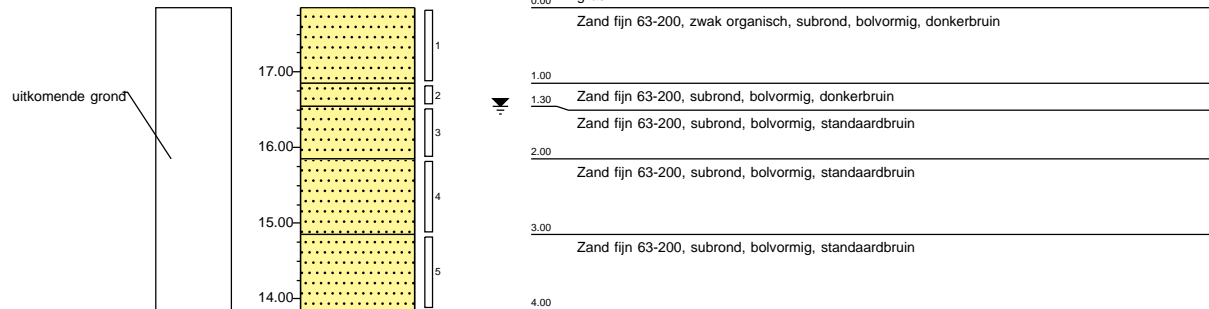 0.00
Zand fijn 63-200, zwak organisch, subrond, bolvormig, donkerbruin
1
17.00
1.00
uitkomende grond
2
Zand fijn 63-200, subrond, bolvormig, donkerbruin
1.30
3
Zand fijn 63-200, subrond, bolvormig, standaardbruin
16.00
2.00
Zand fijn 63-200, subrond, bolvormig, standaardbruin
4
15.00
3.00
Zand fijn 63-200, subrond, bolvormig, standaardbruin
5
14.00
4.00